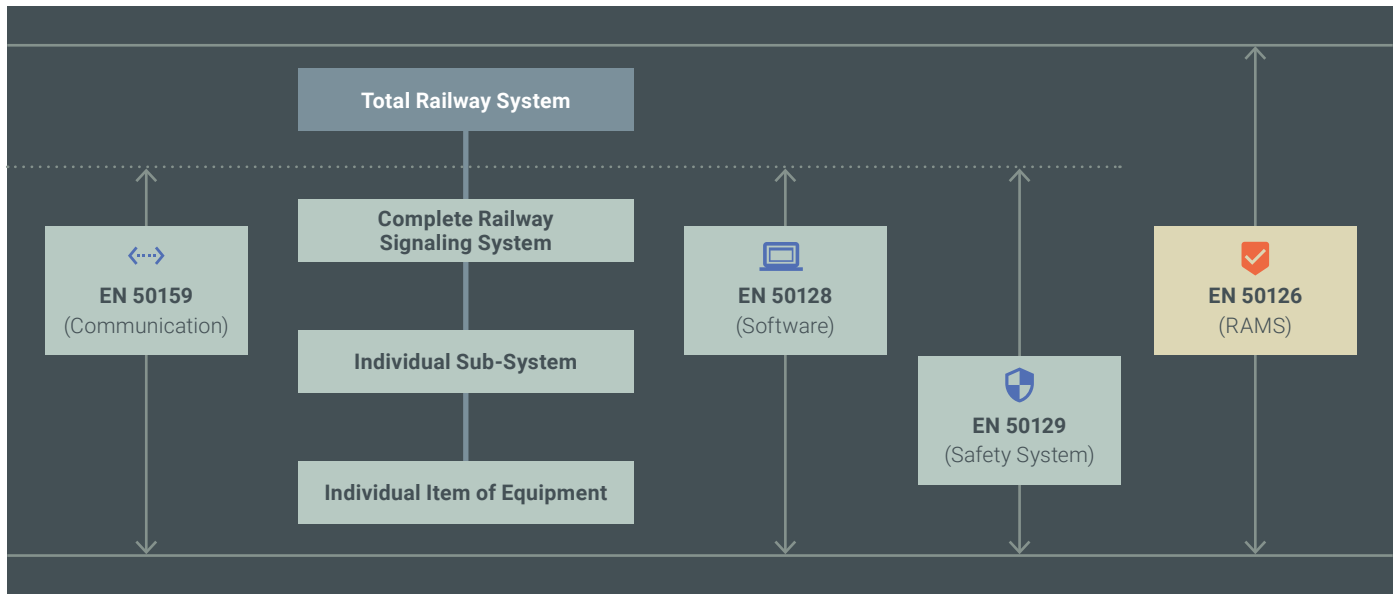 Total Railway System
Complete Railway
Signaling System
Individual Sub-System
Individual Item of Equipment
EN 50159
(Communication)
EN 50128
(Software)
EN 50129
(Safety System)
EN 50126
(RAMS)